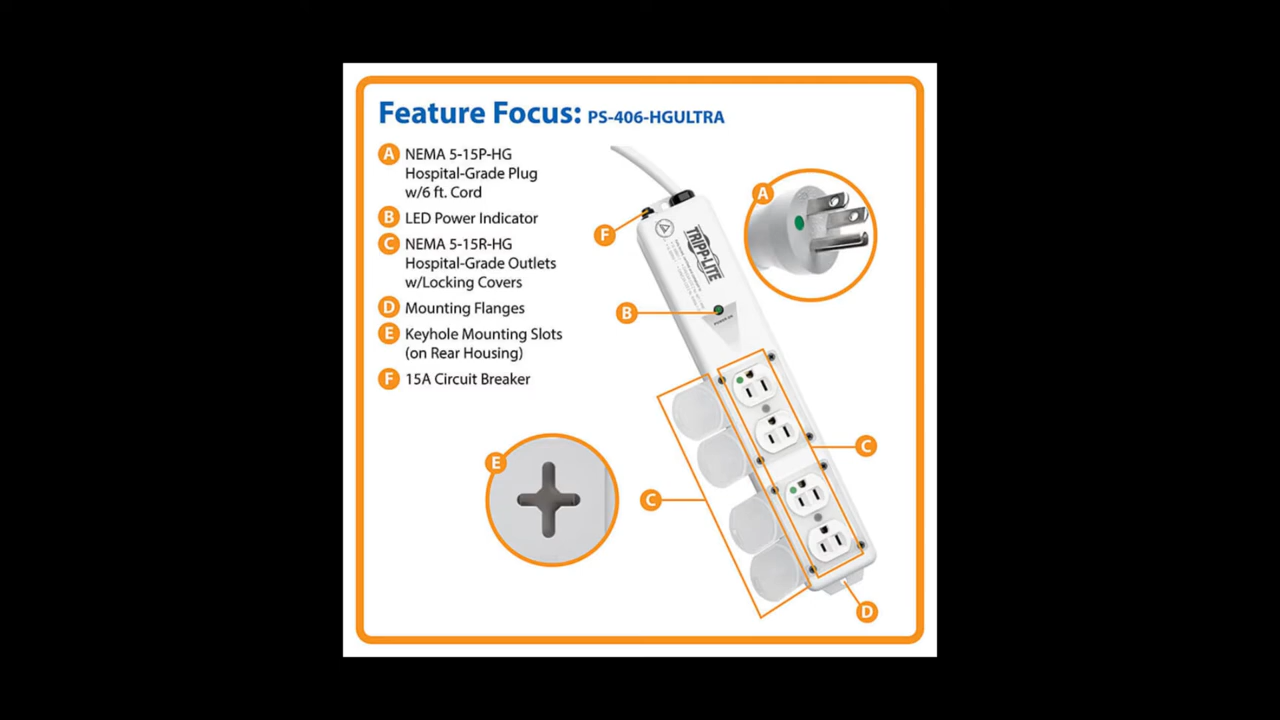 Feature Focus: PS-406-HGULTRA
A NEMA 5-15P-HG
Hospital-Grade Plug
w/6 ft. Cord
B LED Power Indicator
C NEMA 5-15R-HG
Hospital-Grade Outlets
w/Locking Covers
D Mounting Flanges
E Keyhole Mounting Slots
(on Rear Housing)
F 15A Circuit Breaker
A
F
TRIPP-LITE
B
POWER ON
C
E
C
D